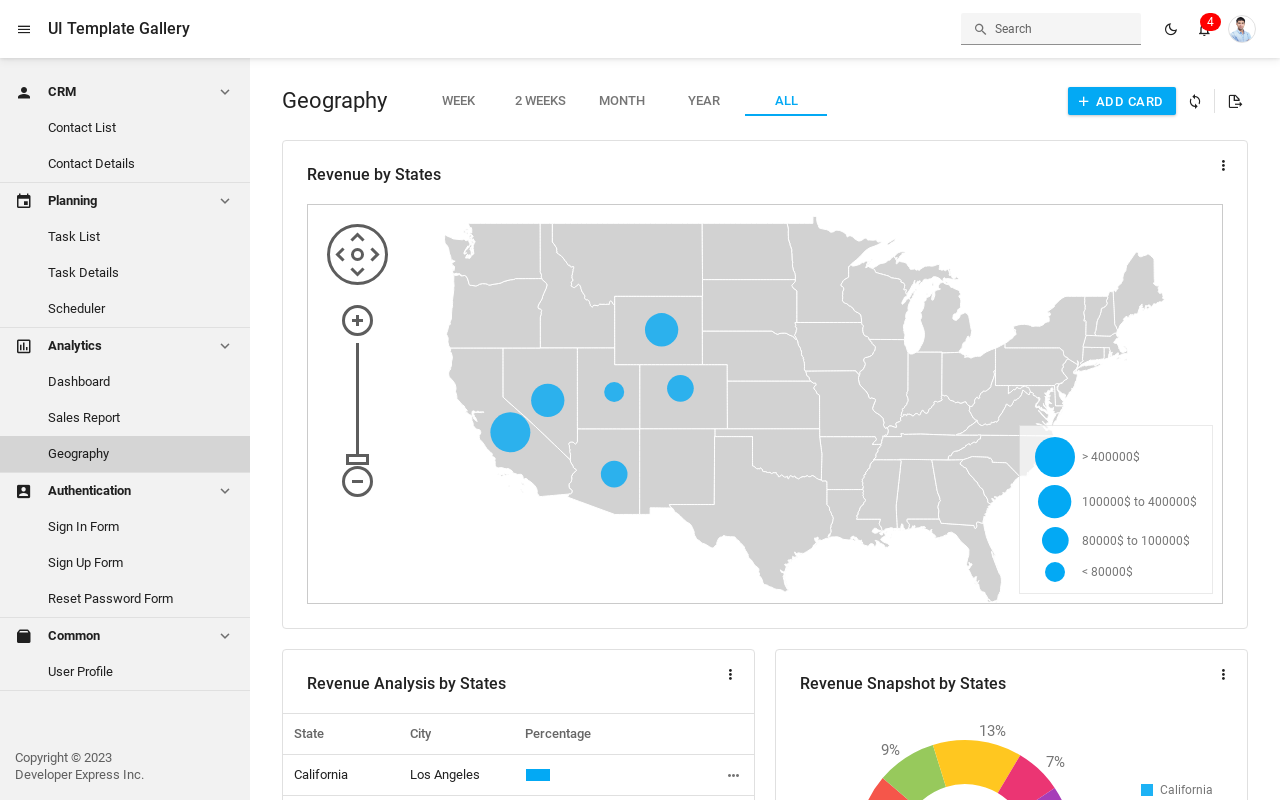 UI Template Gallery
Search
4
CRM
Contact List
Contact Details
Planning
Task List
Task Details
Scheduler
Analytics
Dashboard
Sales Report
Geography
Authentication
Sign In Form
Sign Up Form
Reset Password Form
Common
User Profile
Copyright © 2023
Developer Express Inc.
Geography
WEEK
2 WEEKS
MONTH
YEAR
ALL
ADD CARD
Revenue by States
> 400000$
100000$ to 400000$
80000$ to 100000$
< 80000$
Revenue Analysis by States
State City Percentage
California Los Angeles
Revenue Snapshot by States
13%
9%
7%
California